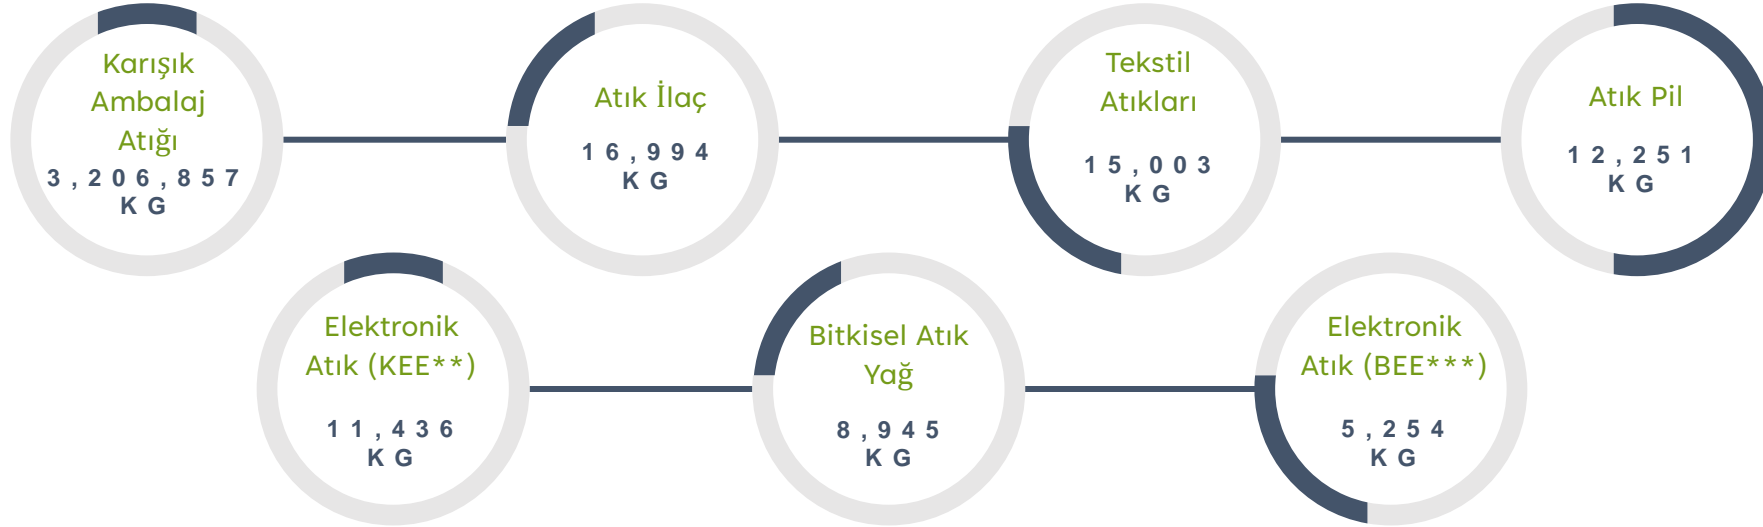 Karışık
Ambalaj
Atığı
3,206,857
KG
Atık İlaç
16,994
KG
Tekstil
Atıkları
15,003
KG
Atık Pil
12,251
KG
Elektronik
Atık (KEE**)
11,436
KG
Bitkisel Atık
Yağ
8,945
KG
Elektronik
Atık (BEE***)
5,254
KG